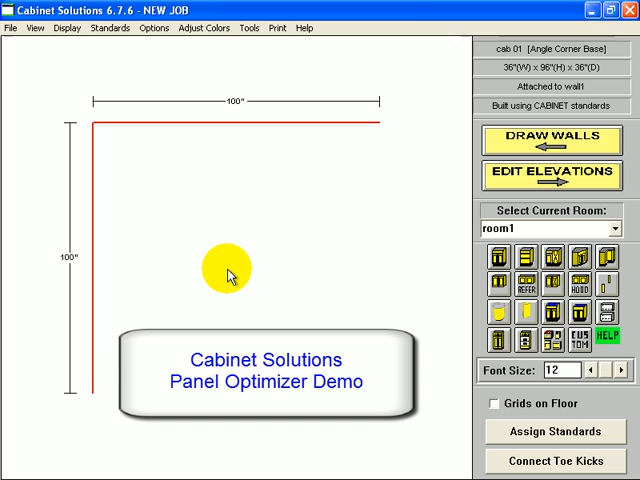 Cabinet Solutions 6.7.6 - NEW JOB
File View Display Standards Options Adjust Colors Tools Print Help
cab 01 [Angle Corner Base]
36"(W) x 96"(H) x 36"(D)
Attached to wall1
Built using CABINET standards
100"
DRAW WALLS
EDIT ELEVATIONS
Select Current Room:
room1
100"
REFER
HOOD
CUS
TOM
HELP
Cabinet Solutions
Panel Optimizer Demo
Font Size: 12
Grids on Floor
Assign Standards
Connect Toe Kicks